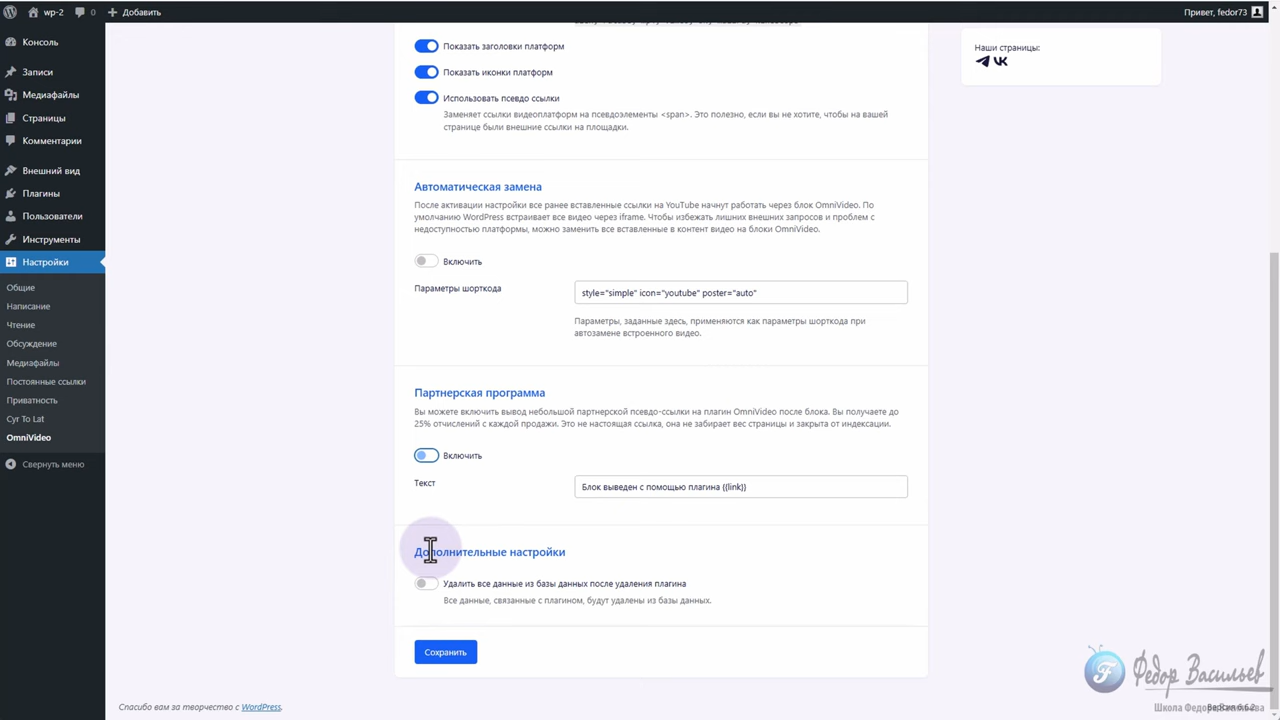 wp-2
0
Добавить
Привет, fedor73
Консоль
Записи
Медиафайлы
Страницы
Комментарии
Внешний вид
Плагины
Пользователи
Инструменты
Настройки
Общие
Написание
Чтение
Обсуждение
Медиафайлы
Постоянные ссылки
Приватность
Cyr To Lat
OmniVideo
Свернуть меню
Показать заголовки платформ
Показать иконки платформ
Использовать псевдо ссылки
Заменяет ссылки видеоплатформ на псевдоэлементы <span>. Это полезно, если вы не хотите, чтобы на вашей
странице были внешние ссылки на площадки.
Автоматическая замена
После активации настройки все ранее вставленные ссылки на YouTube начнут работать через блок OmniVideo. По
умолчанию WordPress встраивает все видео через iframe. Чтобы избежать лишних внешних запросов и проблем с
недоступностью платформы, можно заменить все вставленные в контент видео на блоки OmniVideo.
Включить
Параметры шорткода
style="simple" icon="youtube" poster="auto"
Параметры, заданные здесь, применяются как параметры шорткода при
автозамене встроенного видео.
Партнерская программа
Вы можете включить вывод небольшой партнерской псевдо-ссылки на плагин OmniVideo после блока. Вы получаете до
25% отчислений с каждой продажи. Это не настоящая ссылка, она не забирает вес страницы и закрыта от индексации.
Включить
Текст
Блок выведен с помощью плагина {{link}}
Дополнительные настройки
Удалить все данные из базы данных после удаления плагина
Все данные, связанные с плагином, будут удалены из базы данных.
Сохранить
Наши страницы:
Спасибо вам за творчество с WordPress.
Федор Васильев
Школа Федора Васильева
Версия 6.6.2